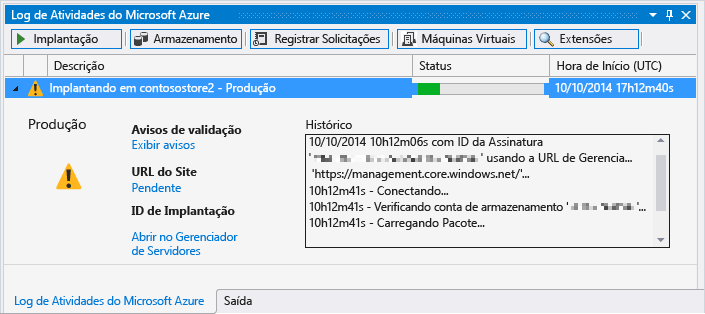 Log de Atividades do Microsoft Azure
Implantação Armazenamento Registrar Solicitações Máquinas Virtuais Extensões
Descrição Status Hora de Início (UTC)
Implantando em contosostore2 - Produção 10/10/2014 17h12m40s
Produção
Avisos de validação
Exibir avisos
URL do Site
Pendente
ID de Implantação
Abrir no Gerenciador
de Servidores
Histórico
10/10/2014 10h12m06s com ID da Assinatura
' ' usando a URL de Gerencia...
'https://management.core.windows.net/'...
10h12m41s - Conectando...
10h12m41s - Verificando conta de armazenamento ' '...
10h12m41s - Carregando Pacote...
Log de Atividades do Microsoft Azure Saída